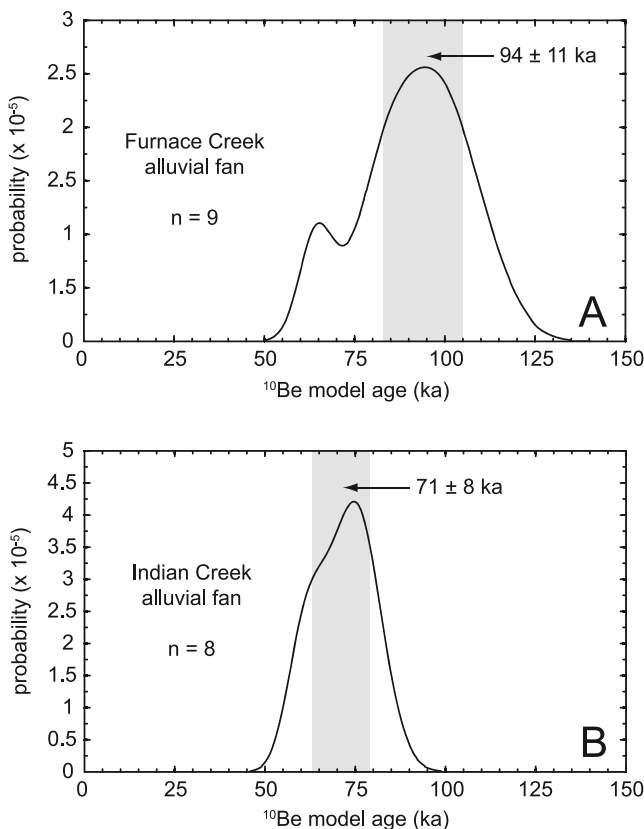 3
2.5
2
2.5
1
1.5
0
probability (x 10⁻⁵)
94 ± 11 ka
Furnace Creek
alluvial fan
n = 9
A
0 25 50 75 100 125 150
¹⁰Be model age (ka)
5
4.5
4
3.5
3
2.5
2
1.5
1
0.5
0
probability (x 10⁻⁵)
71 ± 8 ka
Indian Creek
alluvial fan
n = 8
B
0 25 50 75 100 125 150
¹⁰Be model age (ka)